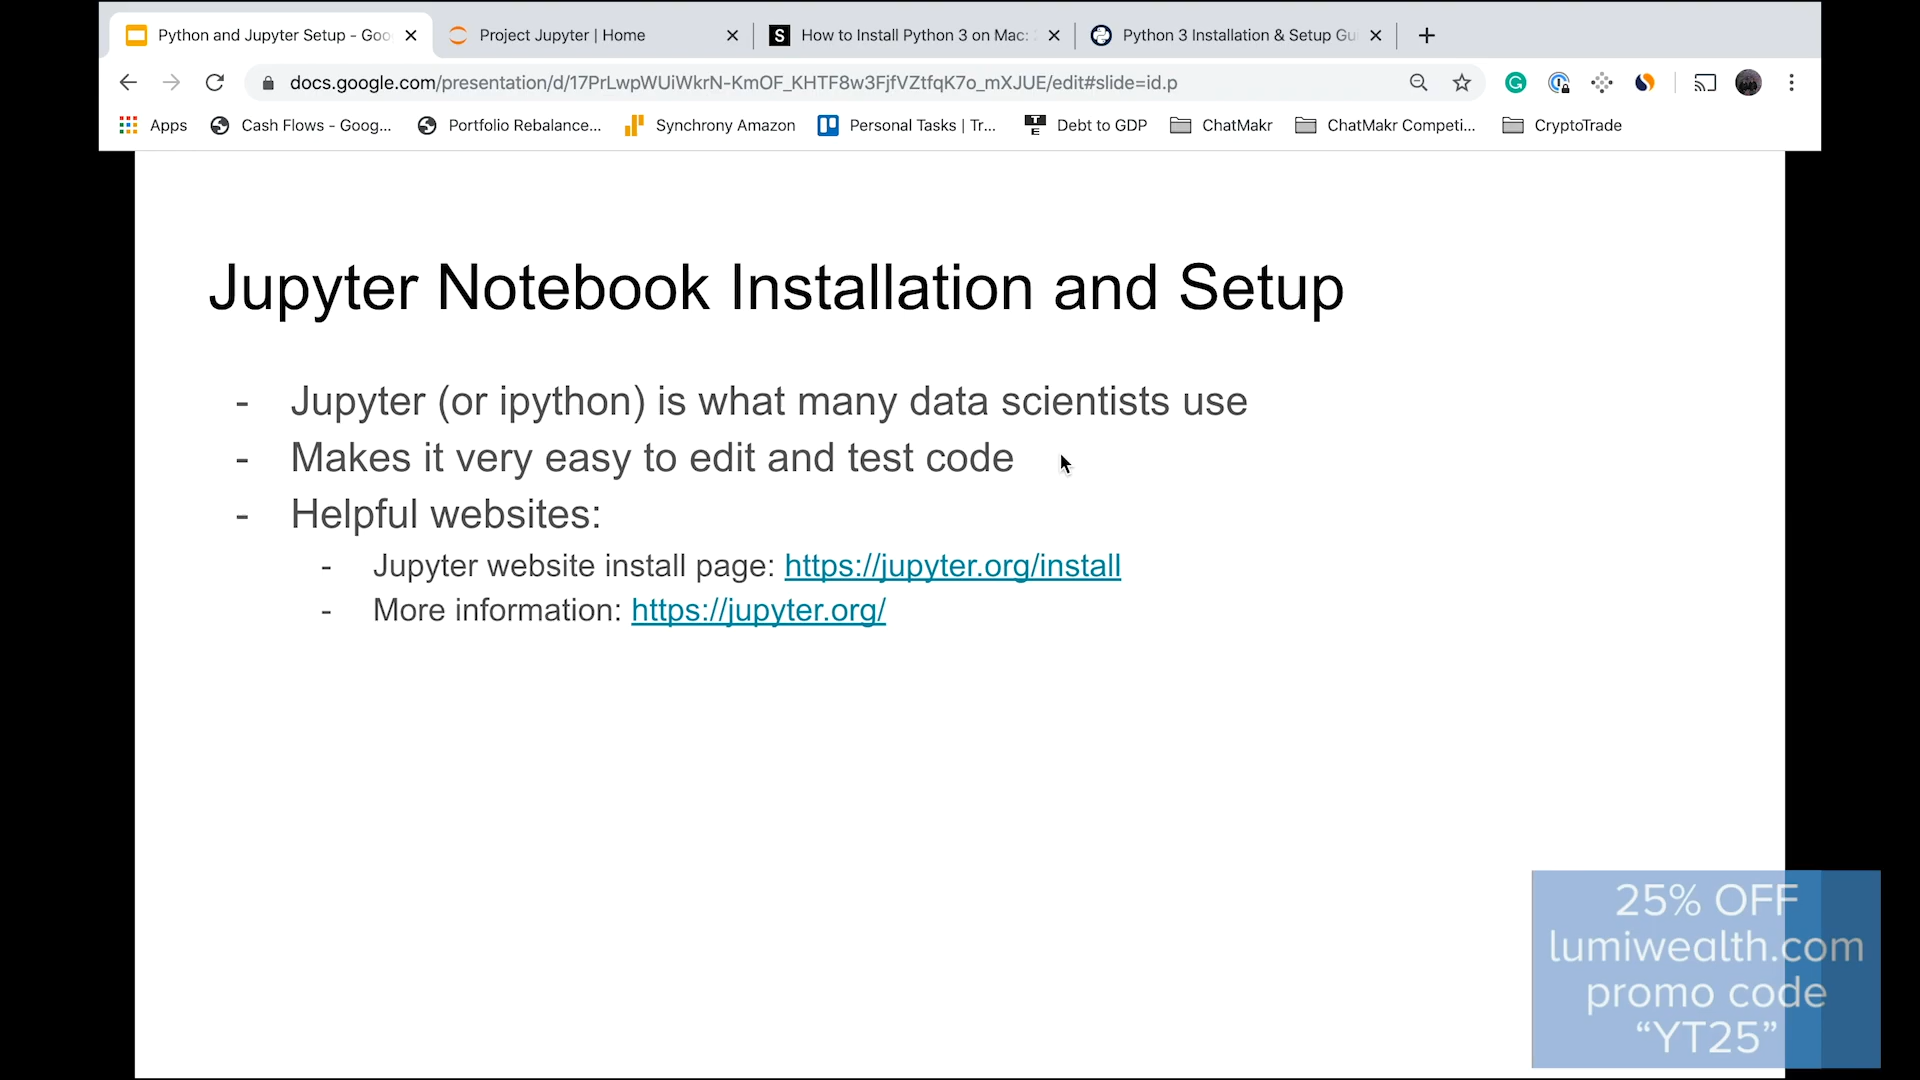 Python and Jupyter Setup - Goo
Project Jupyter | Home
How to Install Python 3 on Mac:
Python 3 Installation & Setup Gu
docs.google.com/presentation/d/17PrLwpWUiWkrN-KmOF_KHTF8w3FjfVZtfqK7o_mXJUE/edit#slide=id.p
Apps
Cash Flows - Goog...
Portfolio Rebalance...
Synchrony Amazon
Personal Tasks | Tr...
Debt to GDP
ChatMakr
ChatMakr Competi...
CryptoTrade
Jupyter Notebook Installation and Setup
- Jupyter (or ipython) is what many data scientists use
- Makes it very easy to edit and test code
- Helpful websites:
- Jupyter website install page: https://jupyter.org/install
- More information: https://jupyter.org/
25% OFF
lumiwealth.com
promo code
“YT25”